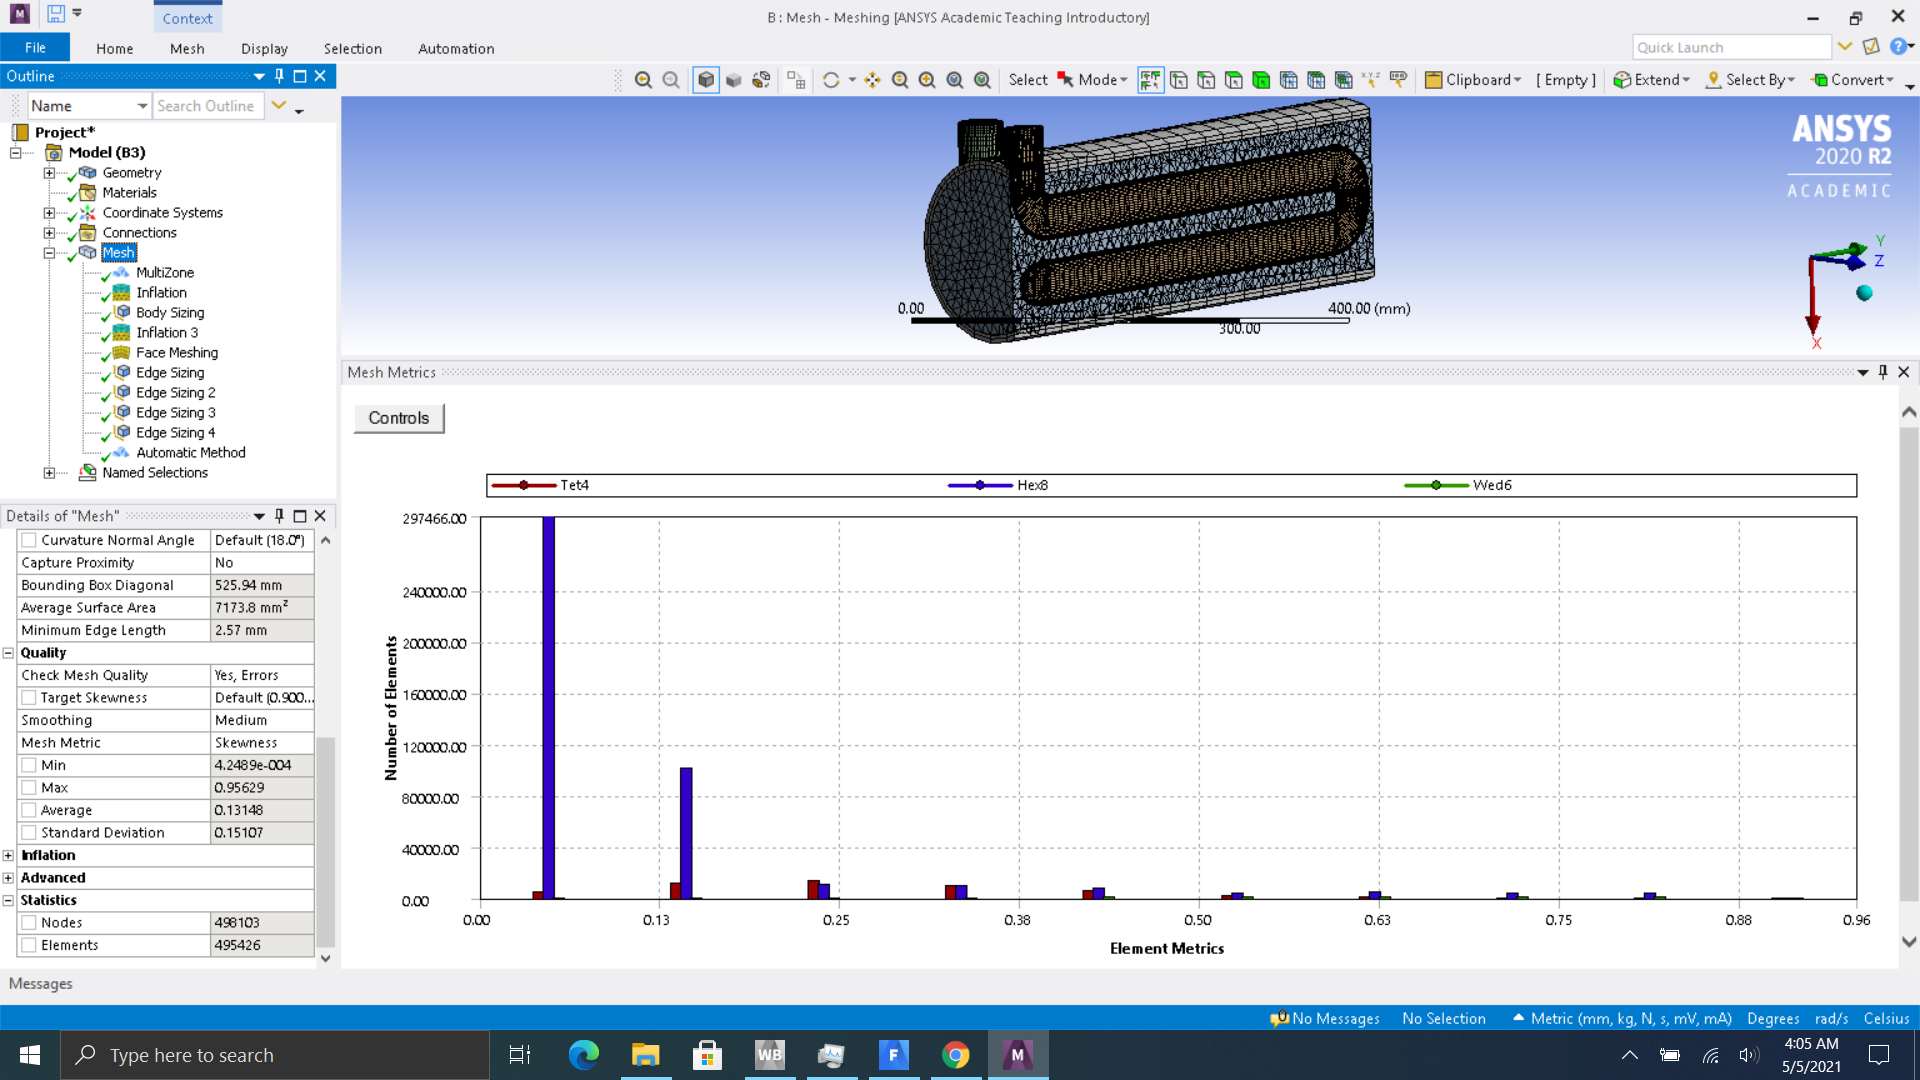 Context
B : Mesh - Meshing [ANSYS Academic Teaching Introductory]
File Home Mesh Display Selection Automation
Quick Launch
Outline
Name Search Outline
Select Mode Clipboard [ Empty ] Extend Select By Convert
Project*
Model (B3)
Geometry
Materials
Coordinate Systems
Connections
Mesh
MultiZone
Inflation
Body Sizing
Inflation 3
Face Meshing
Edge Sizing
Edge Sizing 2
Edge Sizing 3
Edge Sizing 4
Automatic Method
Named Selections
ANSYS
2020 R2
ACADEMIC
Y
Z
X
0.00 400.00 (mm)
300.00
Details of "Mesh"
Curvature Normal Angle Default (18.0°)
Capture Proximity No
Bounding Box Diagonal 525.94 mm
Average Surface Area 7173.8 mm²
Minimum Edge Length 2.57 mm
Quality
Check Mesh Quality Yes, Errors
Target Skewness Default (0.900...
Smoothing Medium
Mesh Metric Skewness
Min 4.2489e-004
Max 0.95629
Average 0.13148
Standard Deviation 0.15107
Inflation
Advanced
Statistics
Nodes 498103
Elements 495426
Mesh Metrics
Controls
Tet4 Hex8 Wed6
297466.00
240000.00
200000.00
160000.00
120000.00
80000.00
40000.00
0.00
Number of Elements
0.00 0.13 0.25 0.38 0.50 0.63 0.75 0.88 0.96
Element Metrics
Messages
No Messages No Selection Metric (mm, kg, N, s, mV, mA) Degrees rad/s Celsius
Type here to search
WB
F
M
4:05 AM
5/5/2021